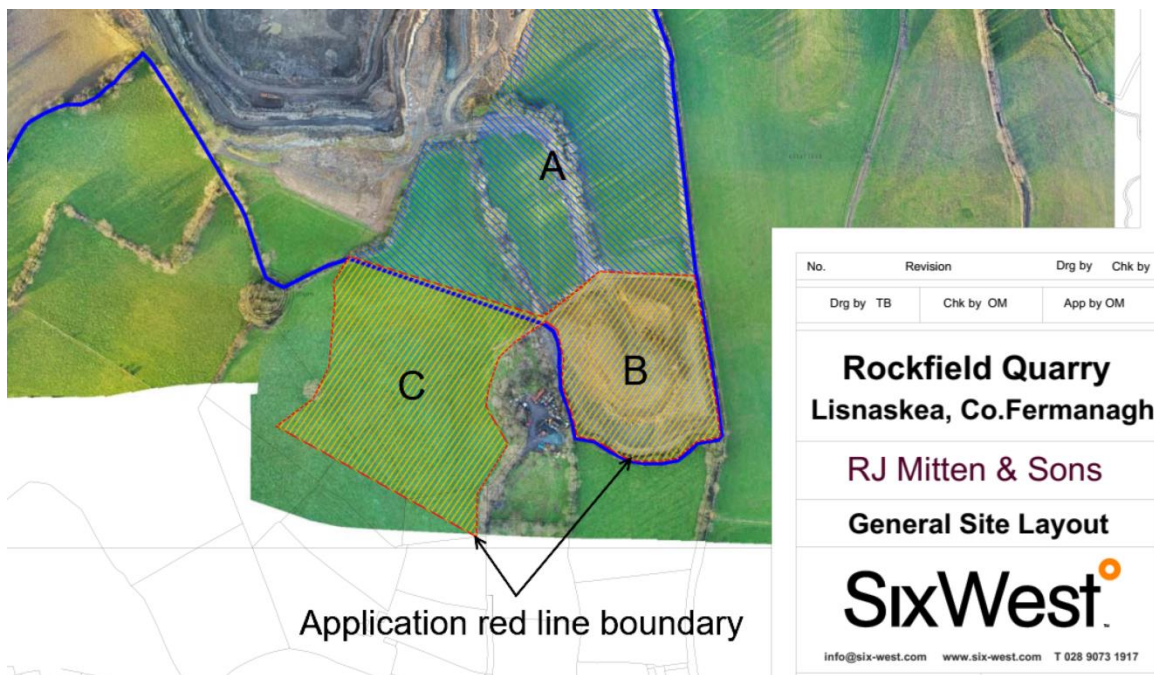 A
B
C
Application red line boundary
No. Revision Drg by Chk by
Drg by TB Chk by OM App by OM
Rockfield Quarry
Lisnaskea, Co.Fermanagh
RJ Mitten & Sons
General Site Layout
SixWest
info@six-west.com www.six-west.com T 028 9073 1917